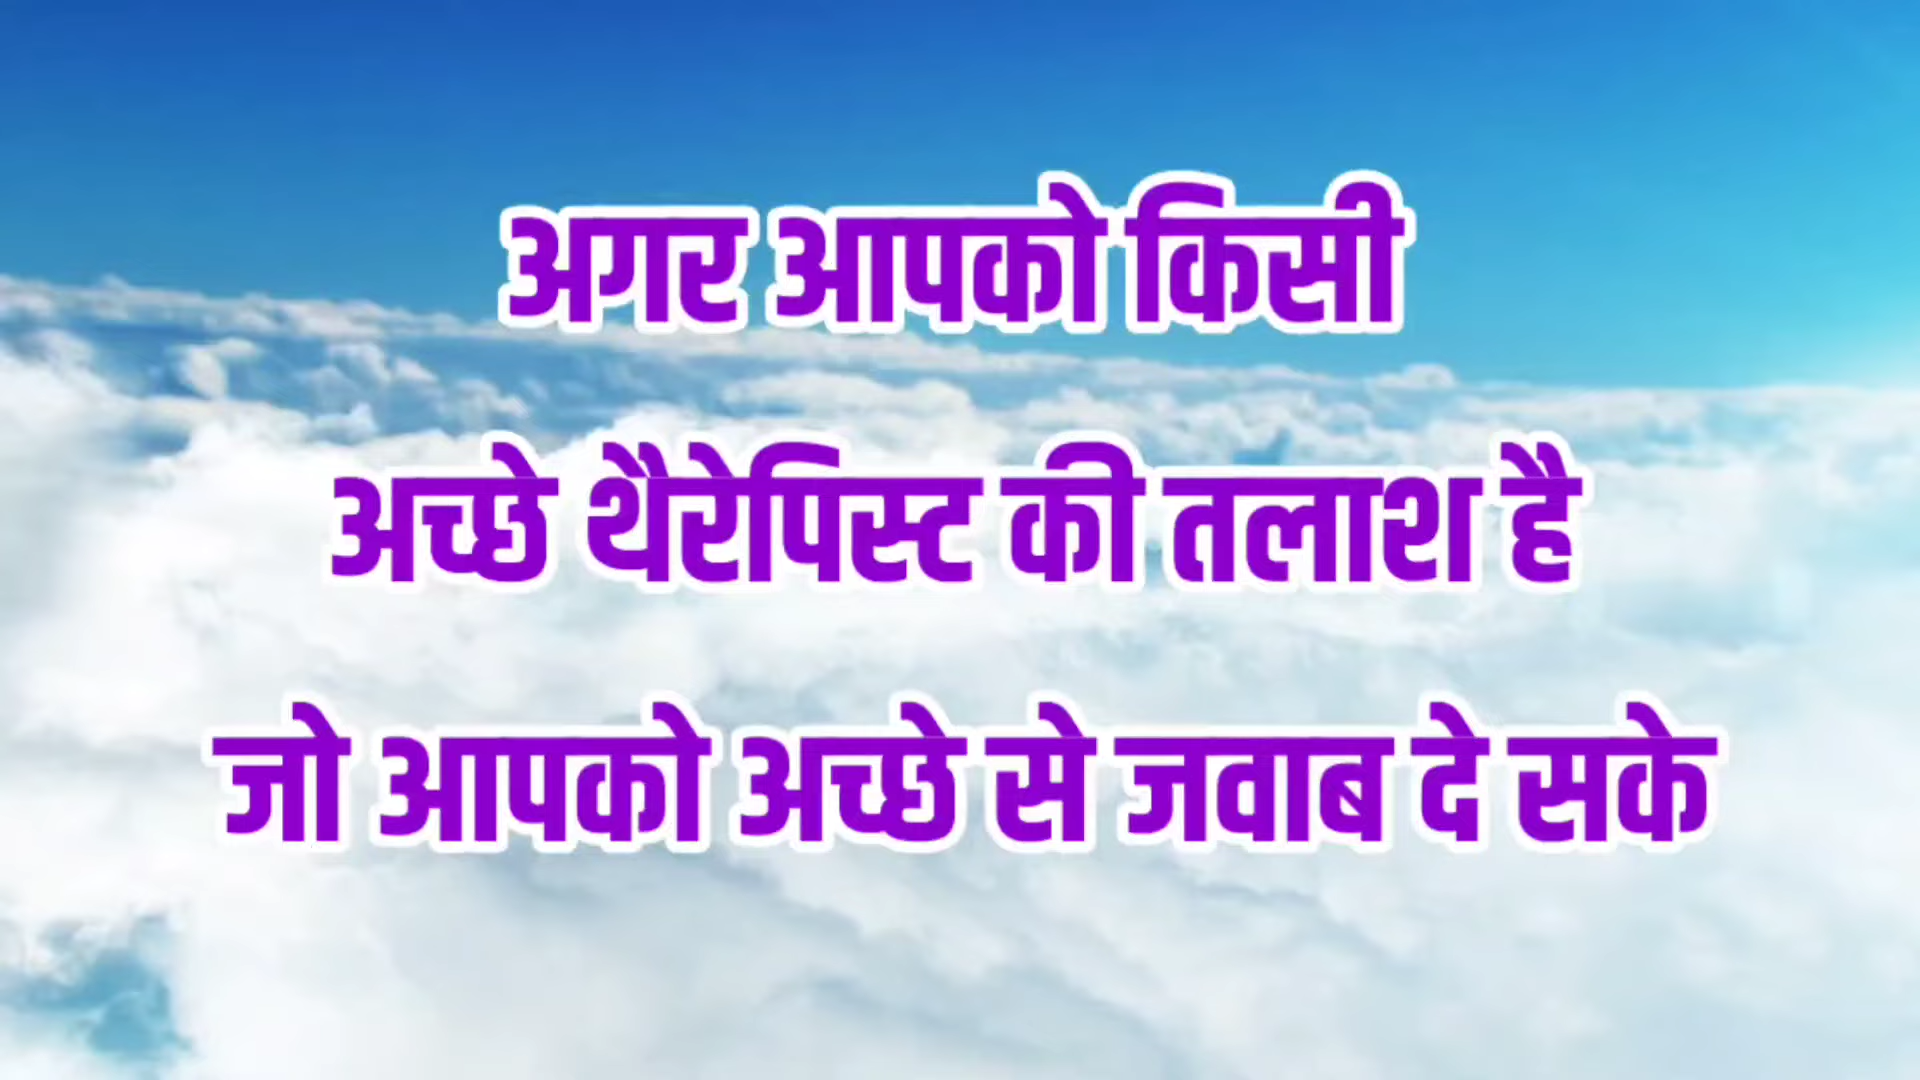 अगर आपको किसी
अच्छे थैरेपिस्ट की तलाश है
जो आपको अच्छे से जवाब दे सके